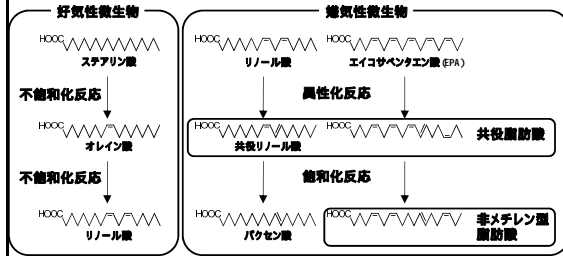 好気性微生物
HOOC
ステアリン酸
不飽和化反応
HOOC
オレイン酸
不飽和化反応
HOOC
リノール酸
嫌気性微生物
HOOC HOOC
リノール酸 エイコサペンタエン酸(EPA)
異性化反応
HOOC HOOC
共役リノール酸 共役脂肪酸
飽和化反応
HOOC HOOC
バクセン酸 非メチレン型
脂肪酸